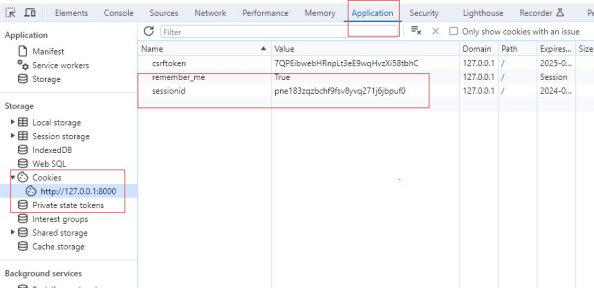 Elements Console Sources Network Performance Memory Application Security Lighthouse Recorder
Application
Manifest
Service workers
Storage
Storage
Local storage
Session storage
IndexedDB
Web SQL
Cookies
http://127.0.0.1:8000
Private state tokens
Interest groups
Shared storage
Cache storage
Background services
Filter Only show cookies with an issue
Name Value Domain Path Expires... Size
csrftoken 7QPEibwebHRnpLt3eE9wqHvzXi58tbhC 127.0.0.1 / 2025-0...
remember_me True 127.0.0.1 / Session
sessionid pne183zqzbchf9fsv8yvq271j6jbpuf0 127.0.0.1 / 2024-0...